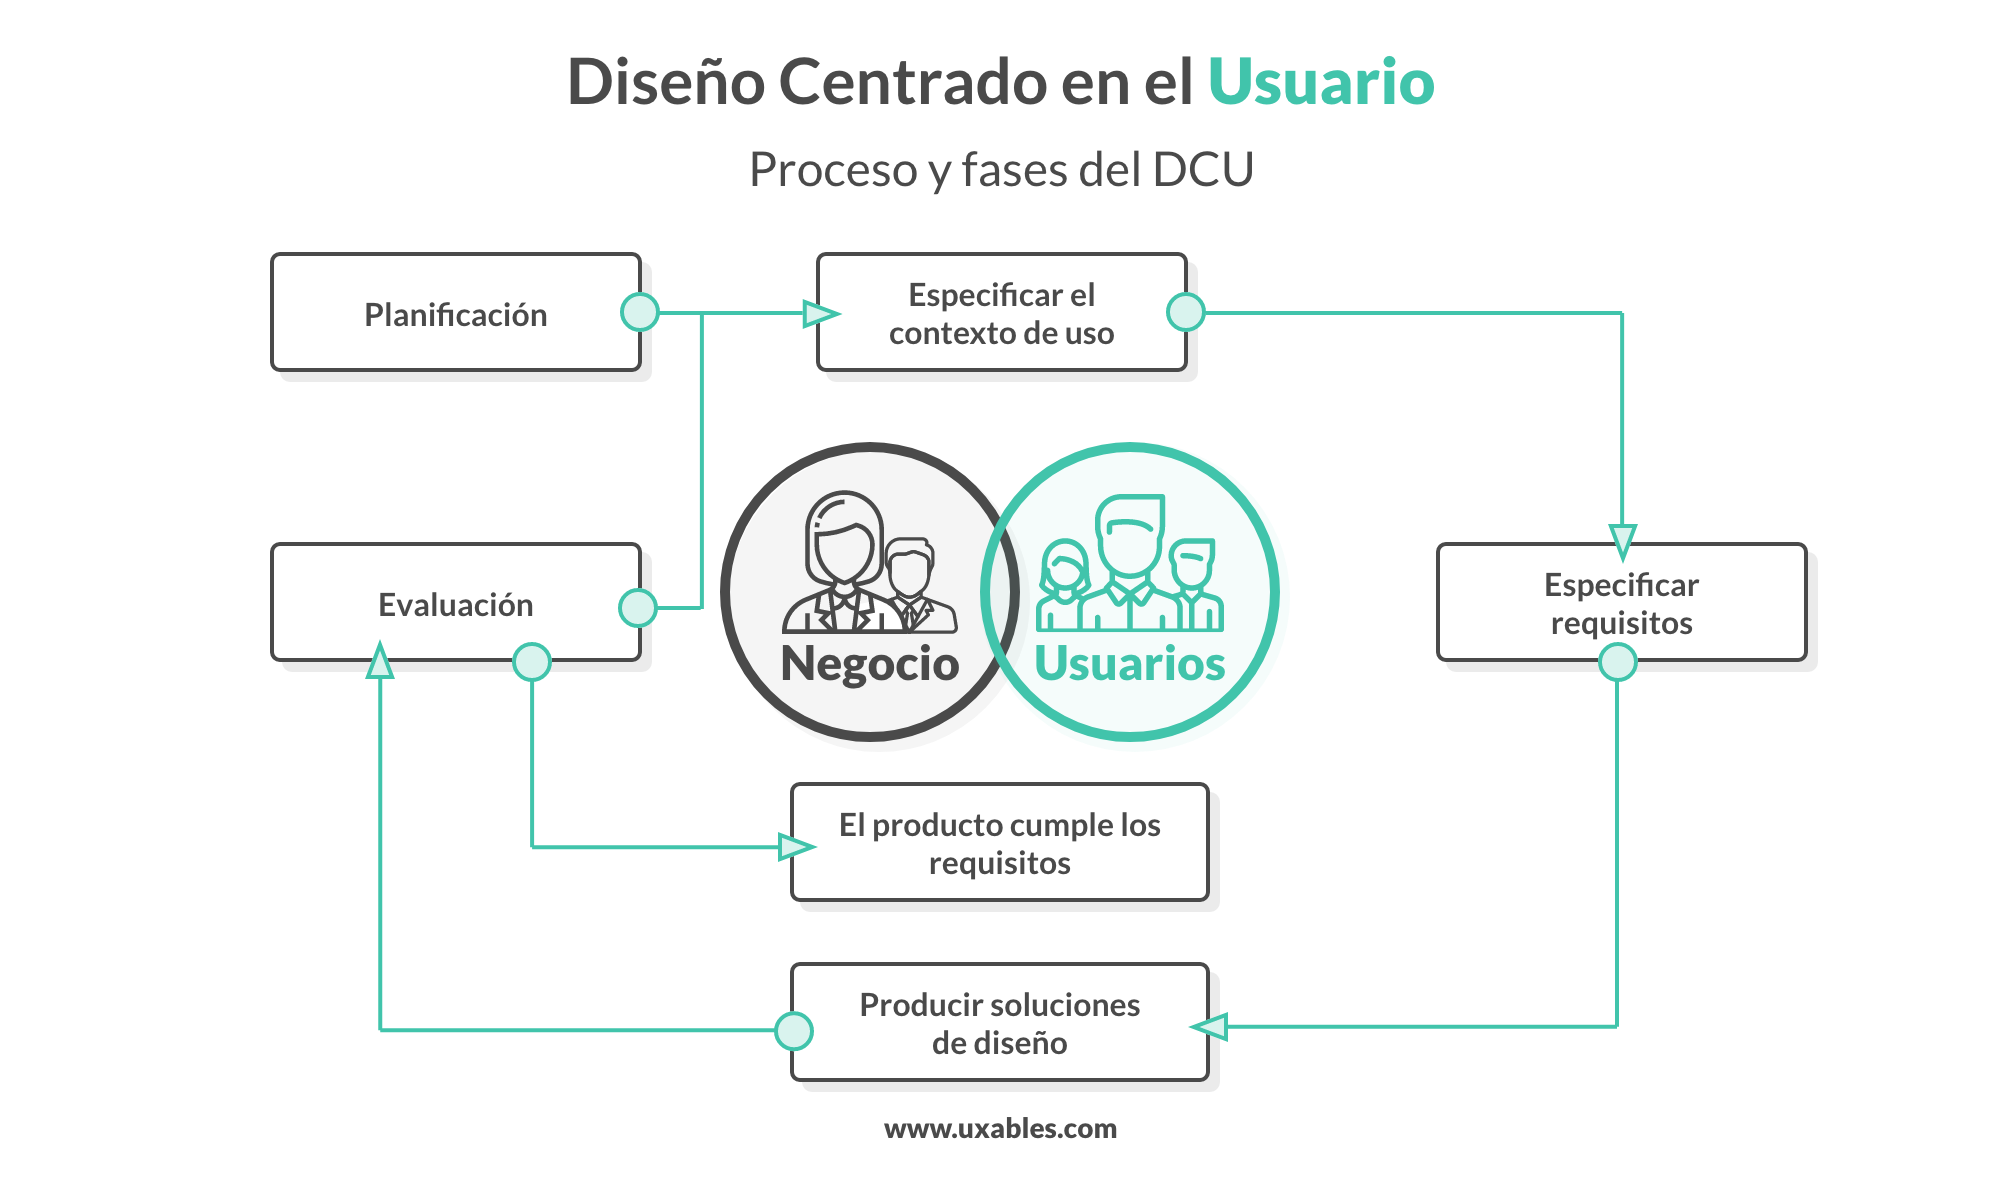 Diseño Centrado en el Usuario
Proceso y fases del DCU
Planificación
Especificar el
contexto de uso
Evaluación
Negocio
Usuarios
Especificar
requisitos
El producto cumple los
requisitos
Producir soluciones
de diseño
www.uxables.com